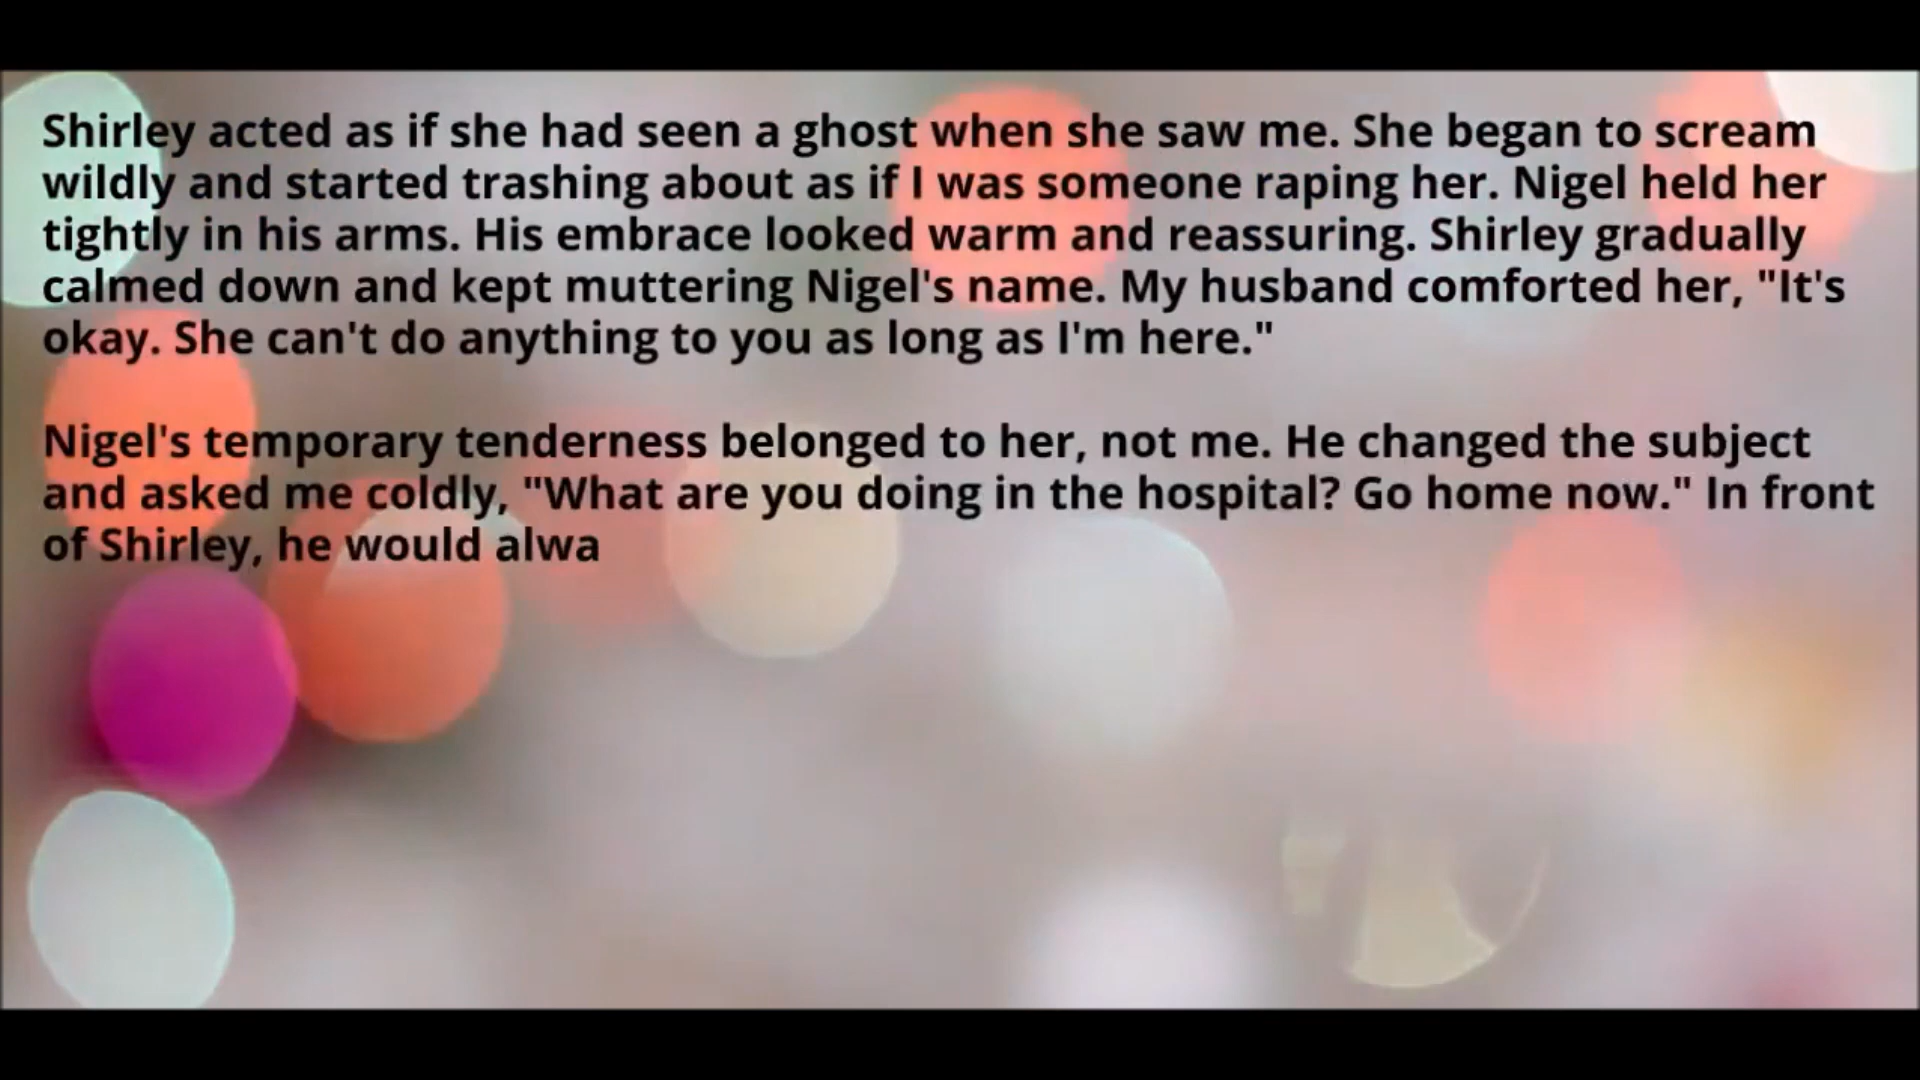 Shirley acted as if she had seen a ghost when she saw me. She began to scream
wildly and started trashing about as if I was someone raping her. Nigel held her
tightly in his arms. His embrace looked warm and reassuring. Shirley gradually
calmed down and kept muttering Nigel's name. My husband comforted her, "It's
okay. She can't do anything to you as long as I'm here."
Nigel's temporary tenderness belonged to her, not me. He changed the subject
and asked me coldly, "What are you doing in the hospital? Go home now." In front
of Shirley, he would alwa